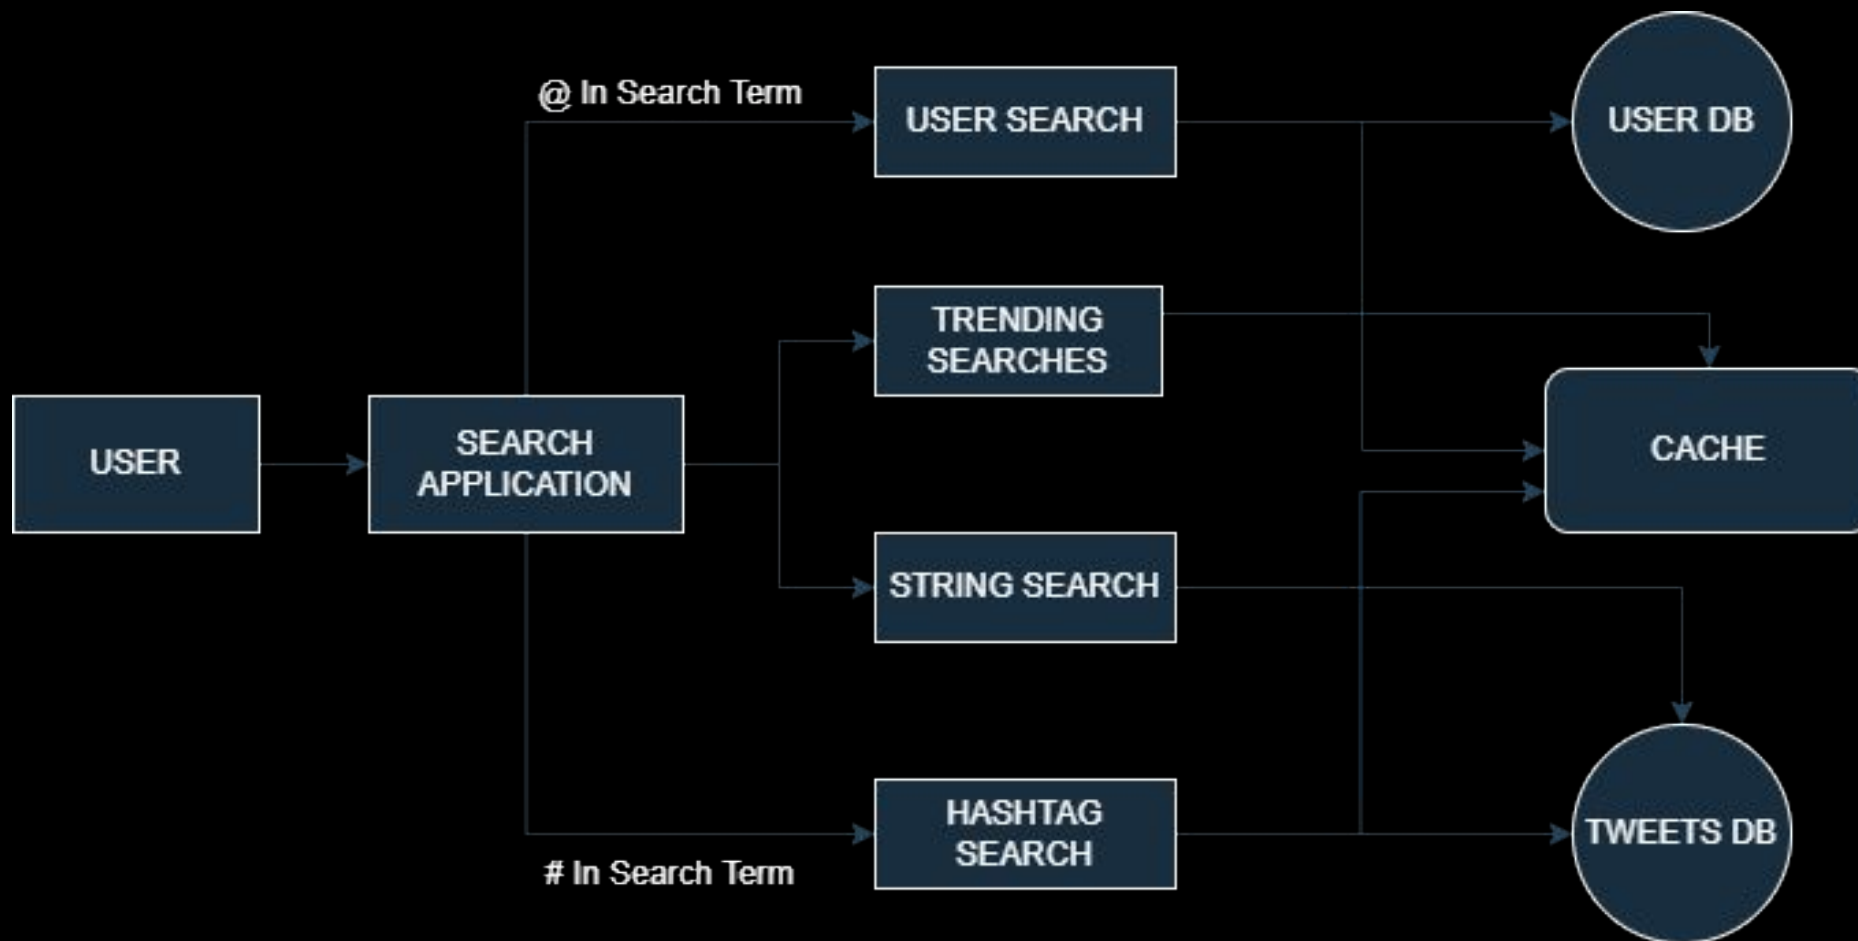 @ In Search Term
USER SEARCH
USER DB
TRENDING
SEARCHES
USER
SEARCH
APPLICATION
CACHE
STRING SEARCH
HASHTAG
SEARCH
TWEETS DB
# In Search Term